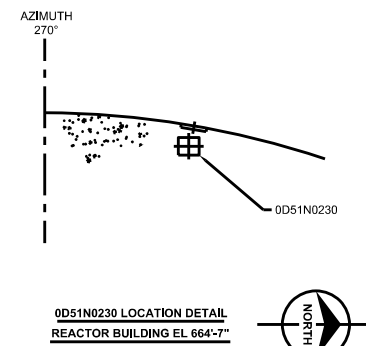 AZIMUTH
270°
0D51N0230
0D51N0230 LOCATION DETAIL
REACTOR BUILDING EL 664'-7"
NORTH